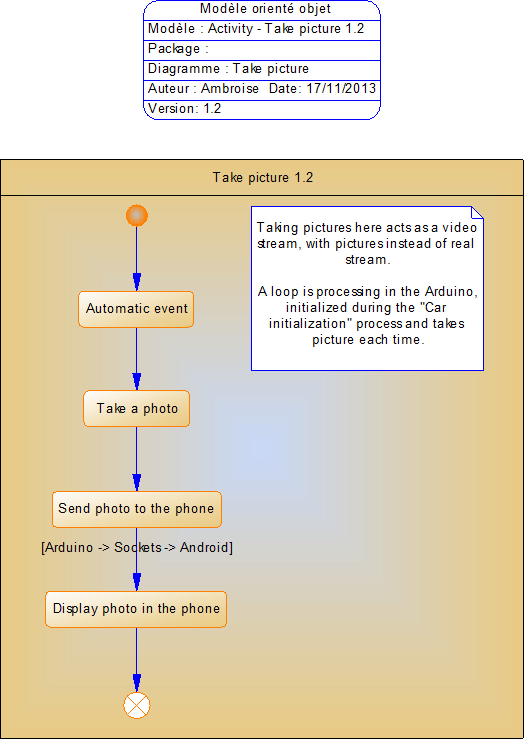 Modèle orienté objet
Modèle : Activity - Take picture 1.2
Package :
Diagramme : Take picture
Auteur : Ambroise  Date: 17/11/2013
Version: 1.2
Take picture 1.2
Taking pictures here acts as a video
stream, with pictures instead of real
stream.
A loop is processing in the Arduino,
initialized during the "Car
initialization" process and takes
picture each time.
Automatic event
Take a photo
Send photo to the phone
[Arduino -> Sockets -> Android]
Display photo in the phone